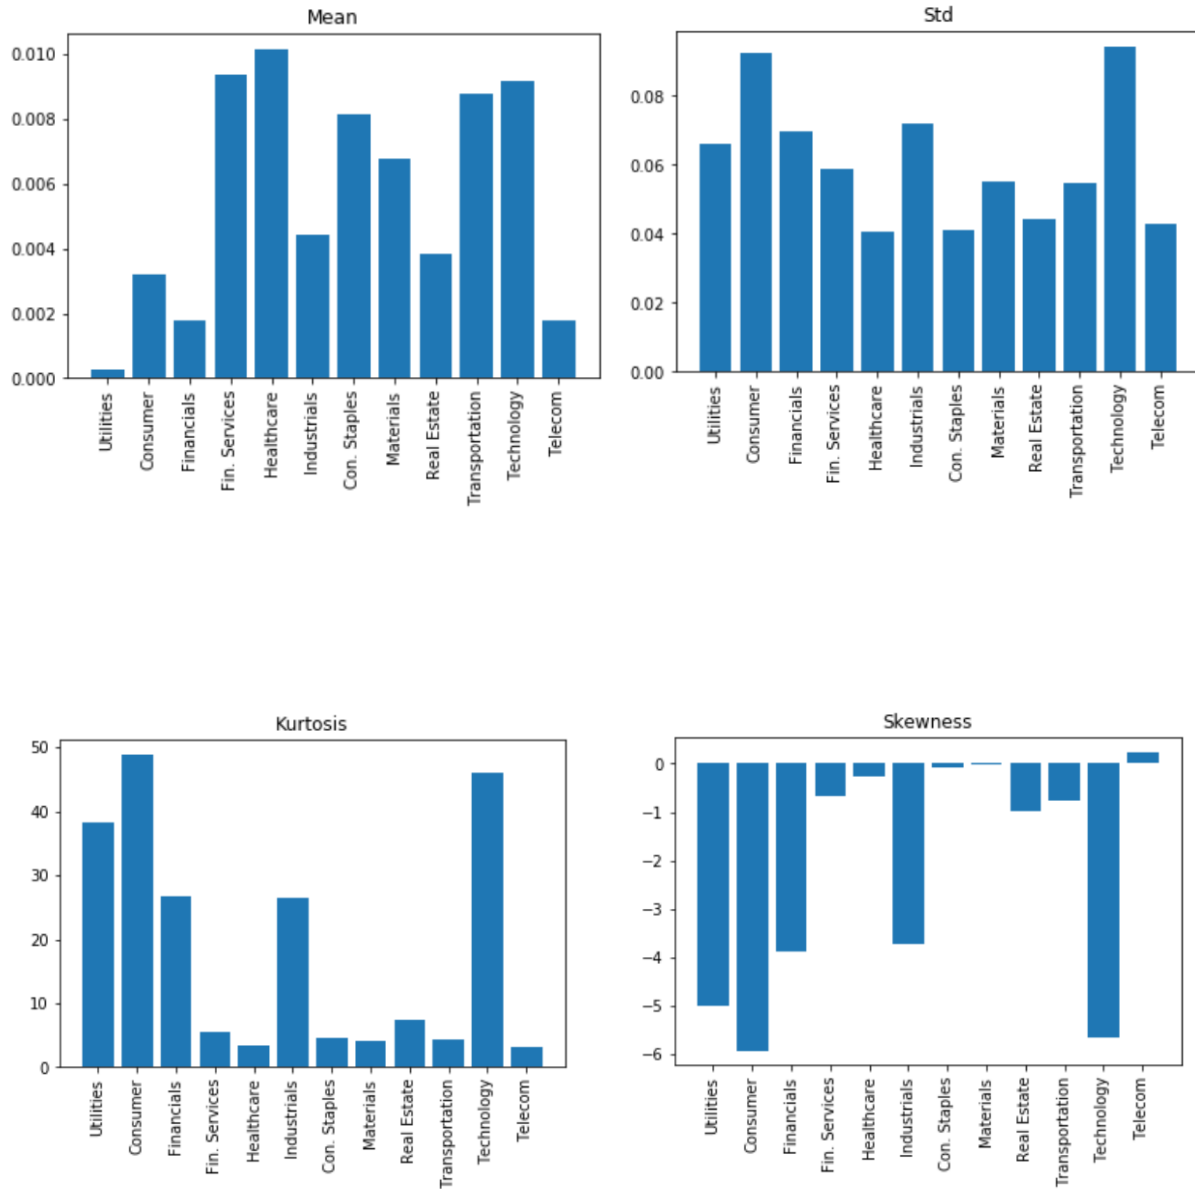 Mean
0.010
0.008
0.006
0.004
0.002
0.000
Utilities
Consumer
Financials
Fin. Services
Healthcare
Industrials
Con. Staples
Materials
Real Estate
Transportation
Technology
Telecom
Std
0.08
0.06
0.04
0.02
0.00
Utilities
Consumer
Financials
Fin. Services
Healthcare
Industrials
Con. Staples
Materials
Real Estate
Transportation
Technology
Telecom
Kurtosis
50
40
30
20
10
0
Utilities
Consumer
Financials
Fin. Services
Healthcare
Industrials
Con. Staples
Materials
Real Estate
Transportation
Technology
Telecom
Skewness
0
−1
−2
−3
−4
−5
−6
Utilities
Consumer
Financials
Fin. Services
Healthcare
Industrials
Con. Staples
Materials
Real Estate
Transportation
Technology
Telecom